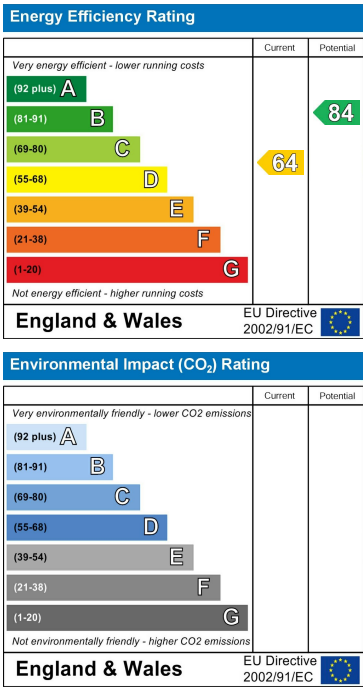 Energy Efficiency Rating
Current Potential
Very energy efficient - lower running costs
(92 plus) A
(81-91) B
84
(69-80) C
64
(55-68) D
(39-54) E
(21-38) F
(1-20) G
Not energy efficient - higher running costs
England & Wales
EU Directive
2002/91/EC
Environmental Impact (CO₂) Rating
Current Potential
Very environmentally friendly - lower CO2 emissions
(92 plus) A
(81-91) B
(69-80) C
(55-68) D
(39-54) E
(21-38) F
(1-20) G
Not environmentally friendly - higher CO2 emissions
England & Wales
EU Directive
2002/91/EC